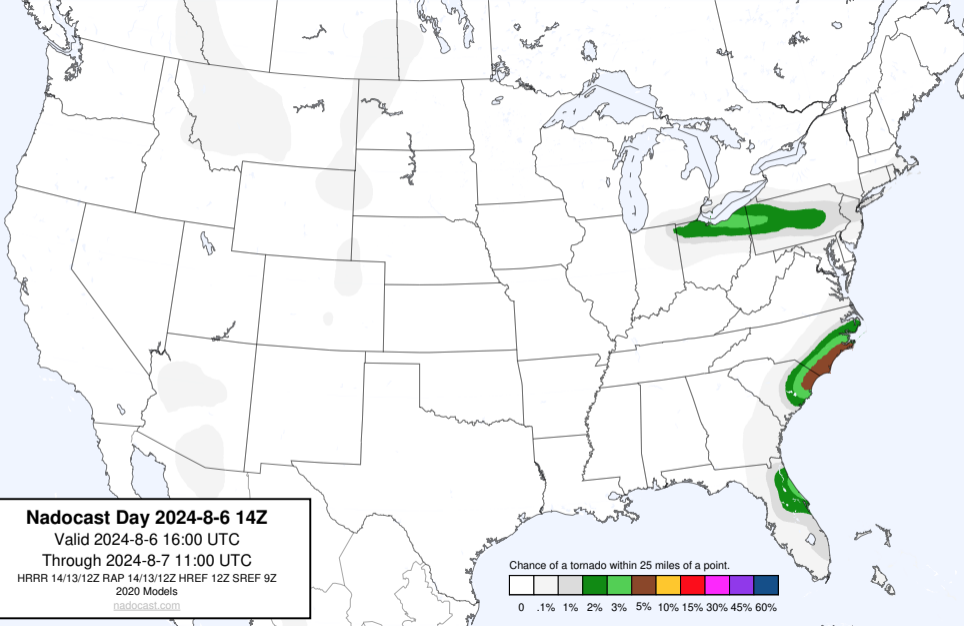 Nadocast Day 2024-8-6 14Z
Valid 2024-8-6 16:00 UTC
Through 2024-8-7 11:00 UTC
HRRR 14/13/12Z RAP 14/13/12Z HREF 12Z SREF 9Z
2020 Models
nadocast.com
Chance of a tornado within 25 miles of a point.
0 .1% 1% 2% 3% 5% 10% 15% 30% 45% 60%